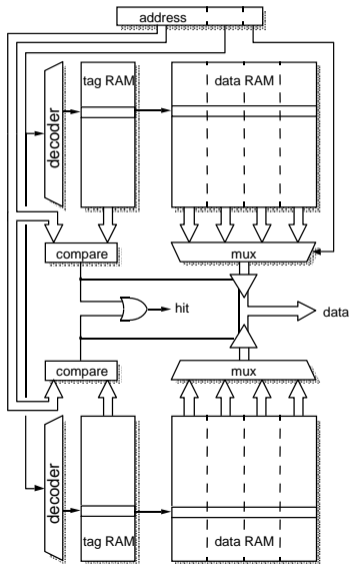 address
tag RAM
data RAM
decoder
compare
mux
hit
data
compare
mux
decoder
tag RAM
data RAM